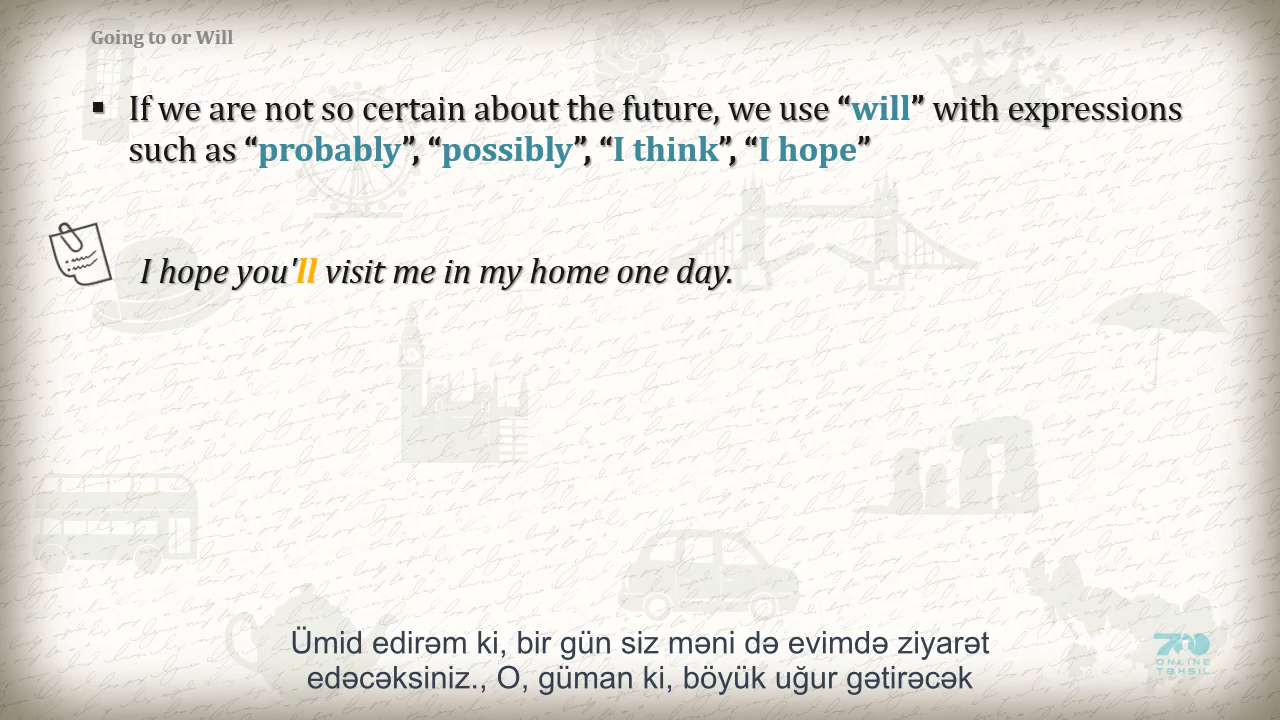 Going to or Will
▪ If we are not so certain about the future, we use “will” with expressions
such as “probably”, “possibly”, “I think”, “I hope”
I hope you'll visit me in my home one day.
Ümid edirəm ki, bir gün siz məni də evimdə ziyarət
edəcəksiniz., O, güman ki, böyük uğur gətirəcək
700
ONLINE
TƏHSİL